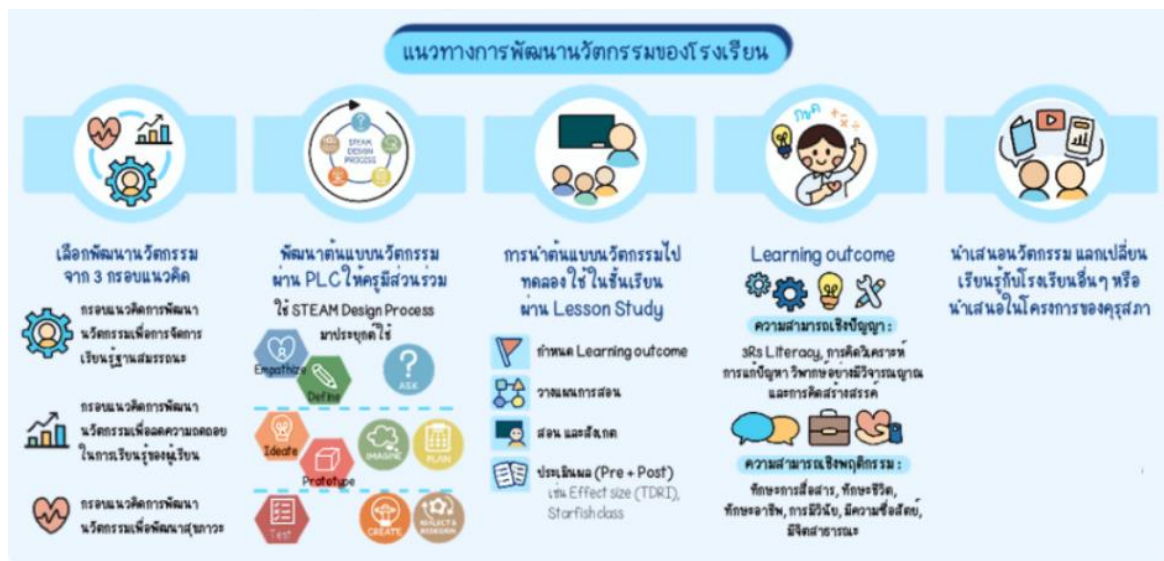 แนวทางการพัฒนานวัตกรรมของโรงเรียน
STEAM
DESIGN
PROCESS
เลือกพัฒนานวัตกรรม
จาก 3 กรอบแนวคิด
กรอบแนวคิดการพัฒนา
นวัตกรรมเพื่อการจัดการ
เรียนรู้ฐานสมรรถนะ
กรอบแนวคิดการพัฒนา
นวัตกรรมเพื่อลดความถดถอย
ในการเรียนรู้ของผู้เรียน
กรอบแนวคิดการพัฒนา
นวัตกรรมเพื่อพัฒนาสุขภาวะ
พัฒนาต้นแบบนวัตกรรม
ผ่าน PLC ให้ครูมีส่วนร่วม
ใช้ STEAM Design Process
มาประยุกต์ใช้
Empathize
Define
ASK
Ideate
Prototype
IMAGINE
PLAN
Test
CREATE
REFLECT &
REDESIGN
การนำต้นแบบนวัตกรรมไป
ทดลองใช้ในชั้นเรียน
ผ่าน Lesson Study
กำหนด Learning outcome
วางแผนการสอน
สอน และสังเกต
ประเมินผล (Pre + Post)
เช่น Effect size (TDRI),
Starfish class
กขค
Learning outcome
ความสามารถเชิงปัญญา :
3Rs Literacy, การคิดวิเคราะห์
การแก้ปัญหา วิพากษ์อย่างมีวิจารณญาณ
และการคิดสร้างสรรค์
ความสามารถเชิงพฤติกรรม :
ทักษะการสื่อสาร, ทักษะชีวิต,
ทักษะอาชีพ, การมีวินัย, มีความซื่อสัตย์,
มีจิตสาธารณะ
นำเสนอนวัตกรรม แลกเปลี่ยน
เรียนรู้กับโรงเรียนอื่นๆ หรือ
นำเสนอในโครงการของคุรุสภา